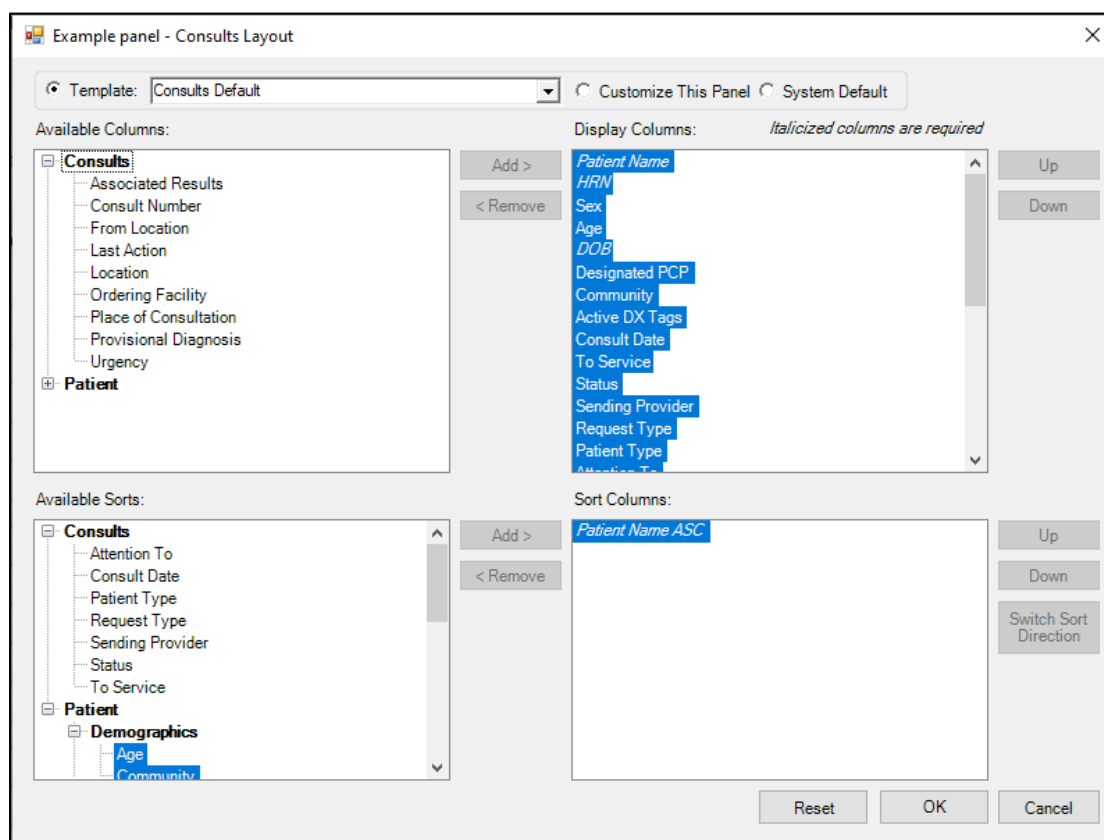 Example panel - Consults Layout
Template: Consults Default Customize This Panel System Default
Available Columns:
Consults
Associated Results
Consult Number
From Location
Last Action
Location
Ordering Facility
Place of Consultation
Provisional Diagnosis
Urgency
Patient
Add >
< Remove
Display Columns: Italicized columns are required
Patient Name
HRN
Sex
Age
DOB
Designated PCP
Community
Active DX Tags
Consult Date
To Service
Status
Sending Provider
Request Type
Patient Type
Attention To
Up
Down
Available Sorts:
Consults
Attention To
Consult Date
Patient Type
Request Type
Sending Provider
Status
To Service
Patient
Demographics
Age
Community
Add >
< Remove
Sort Columns:
Patient Name ASC
Up
Down
Switch Sort
Direction
Reset OK Cancel